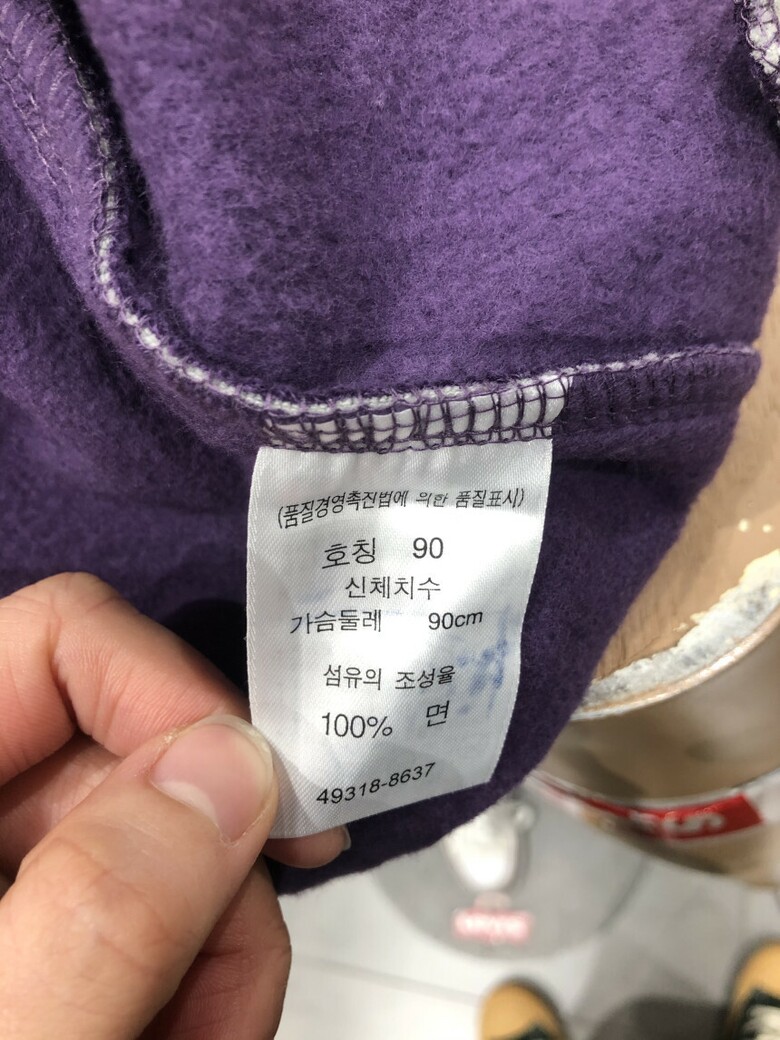 (품질경영촉진법에 의한 품질표시)
호칭 90
신체치수
가슴둘레 90cm
섬유의 조성율
100% 면
49318-8637